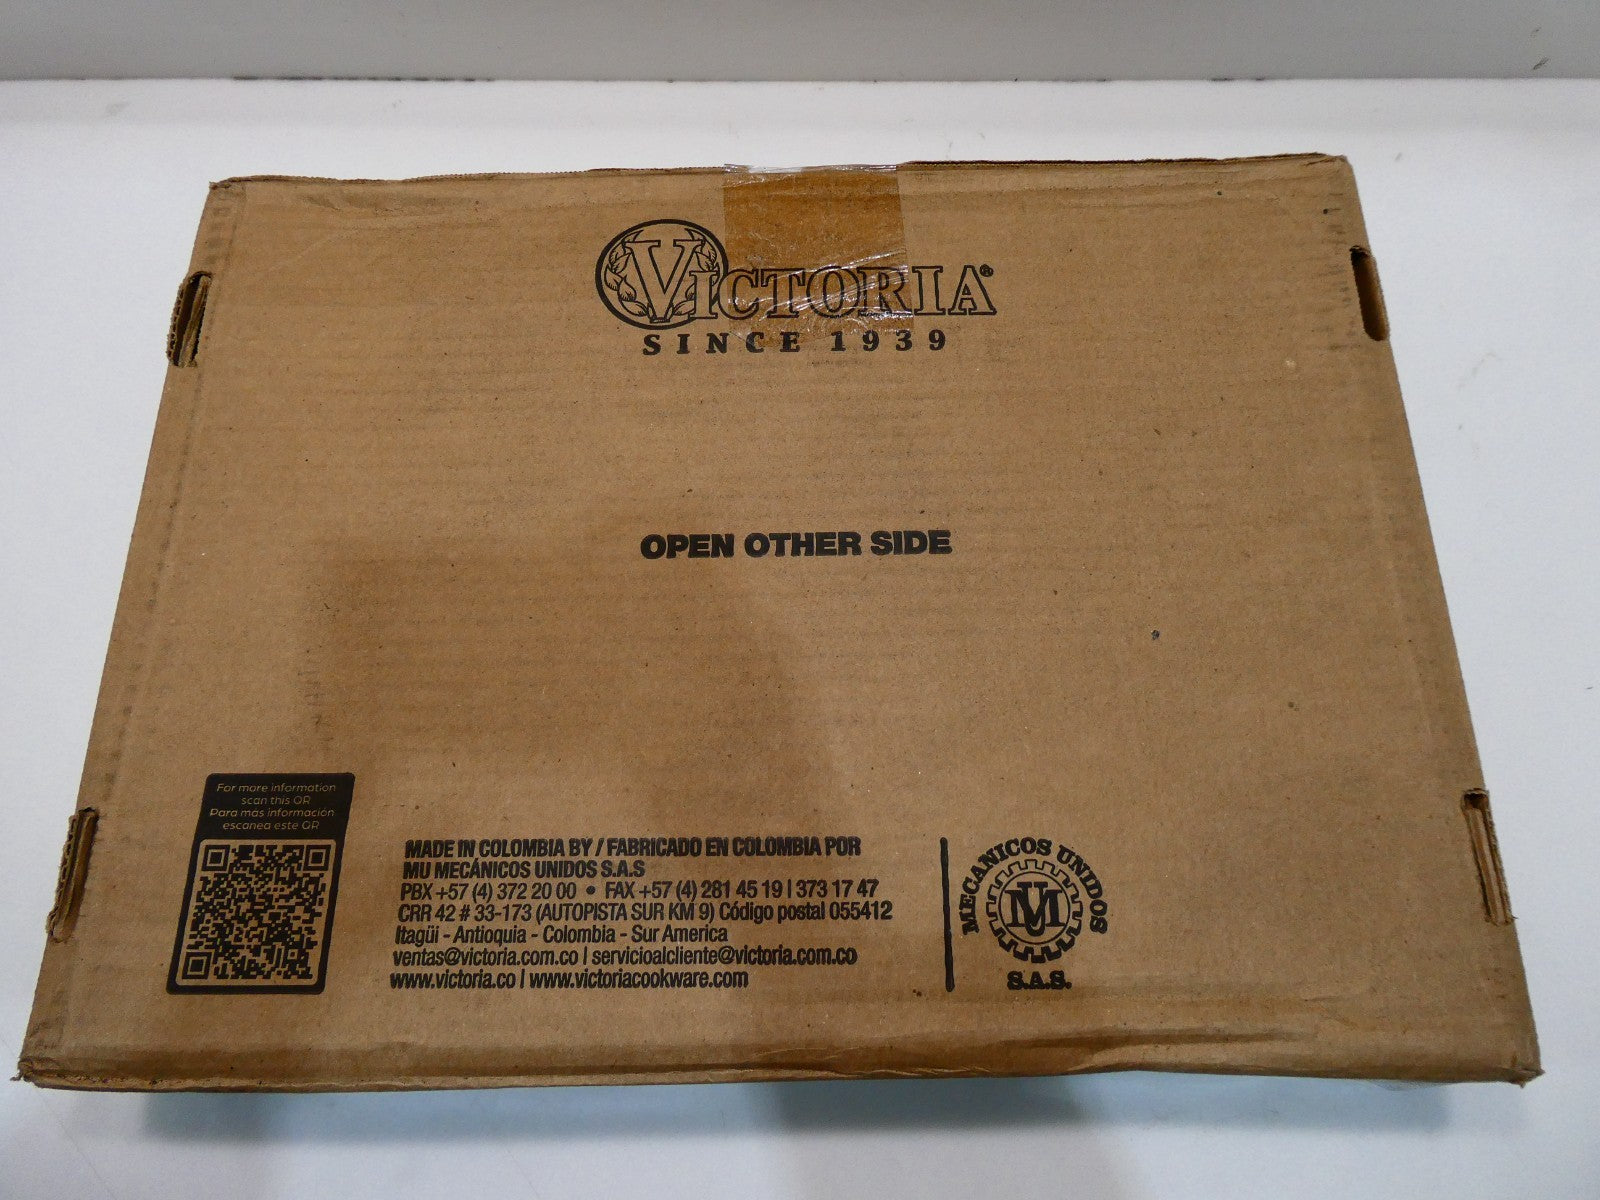 VICTORIA®
SINCE 1939
OPEN OTHER SIDE
For more information
scan this QR
Para más información
escanea este QR
MADE IN COLOMBIA BY / FABRICADO EN COLOMBIA POR
MU MECÁNICOS UNIDOS S.A.S
PBX +57 (4) 372 20 00 • FAX +57 (4) 281 45 19 | 373 17 47
CRR 42 # 33-173 (AUTOPISTA SUR KM 9) Código postal 055412
Itagüi - Antioquia - Colombia - Sur America
ventas@victoria.com.co | servicioalcliente@victoria.com.co
www.victoria.co | www.victoriacookware.com
MECANICOS UNIDOS
MU
S.A.S.